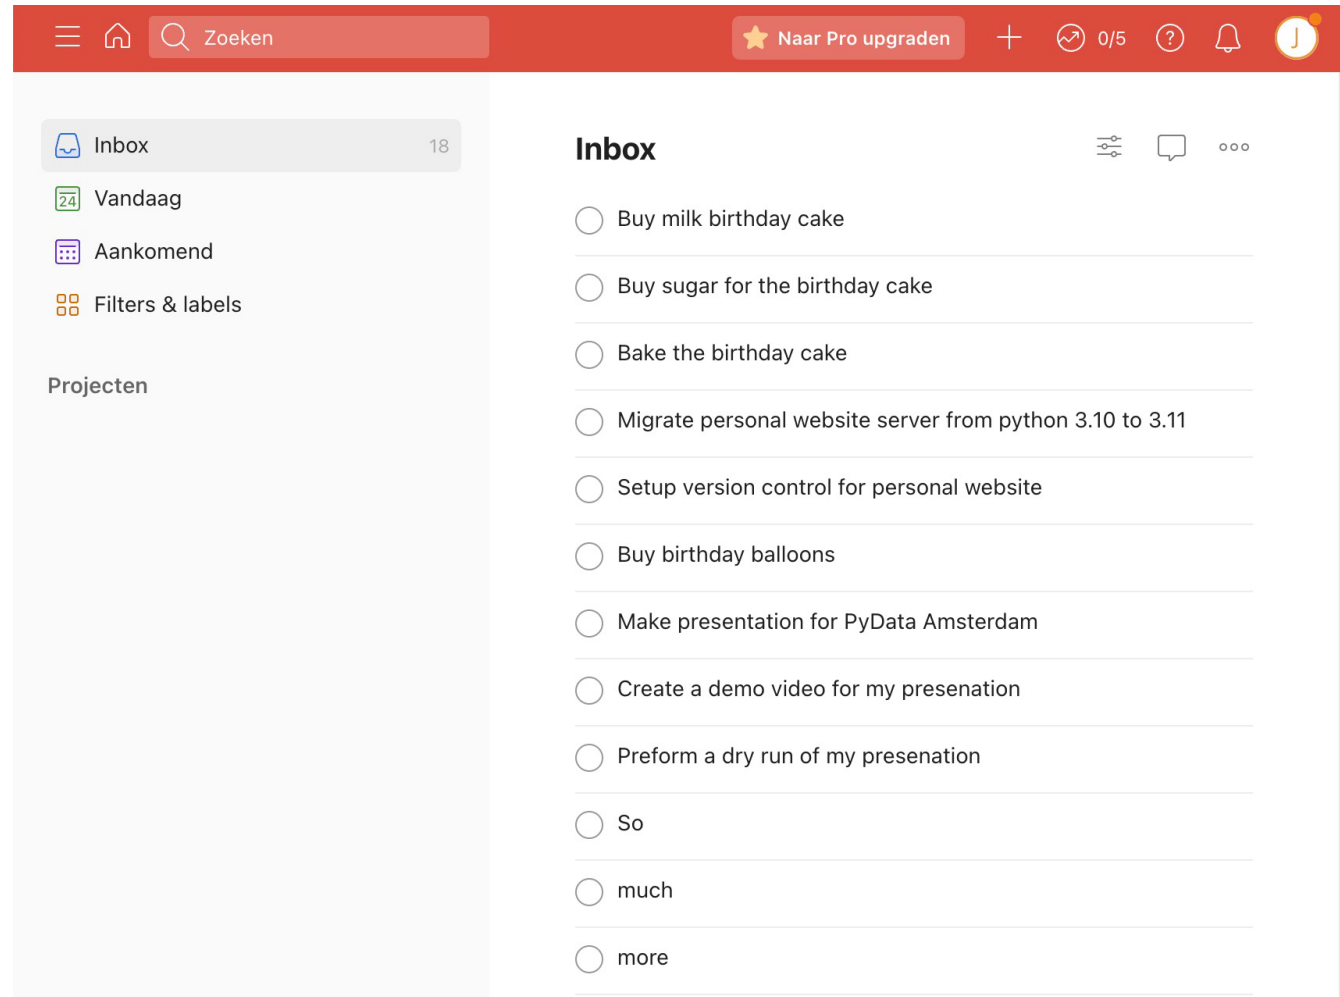 Zoeken
Naar Pro upgraden
0/5
J
Inbox 18
24 Vandaag
Aankomend
Filters & labels
Projecten
Inbox
Buy milk birthday cake
Buy sugar for the birthday cake
Bake the birthday cake
Migrate personal website server from python 3.10 to 3.11
Setup version control for personal website
Buy birthday balloons
Make presentation for PyData Amsterdam
Create a demo video for my presenation
Preform a dry run of my presenation
So
much
more